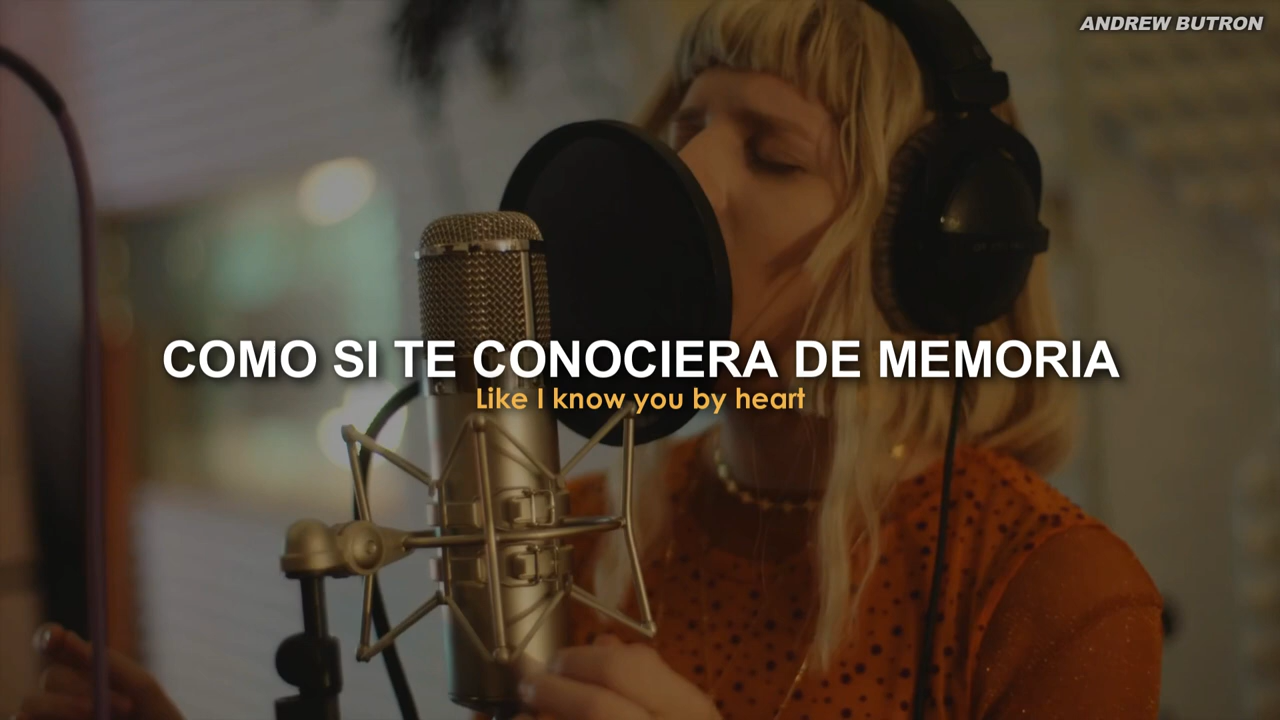 ANDREW BUTRON
COMO SI TE CONOCIERA DE MEMORIA
Like I know you by heart